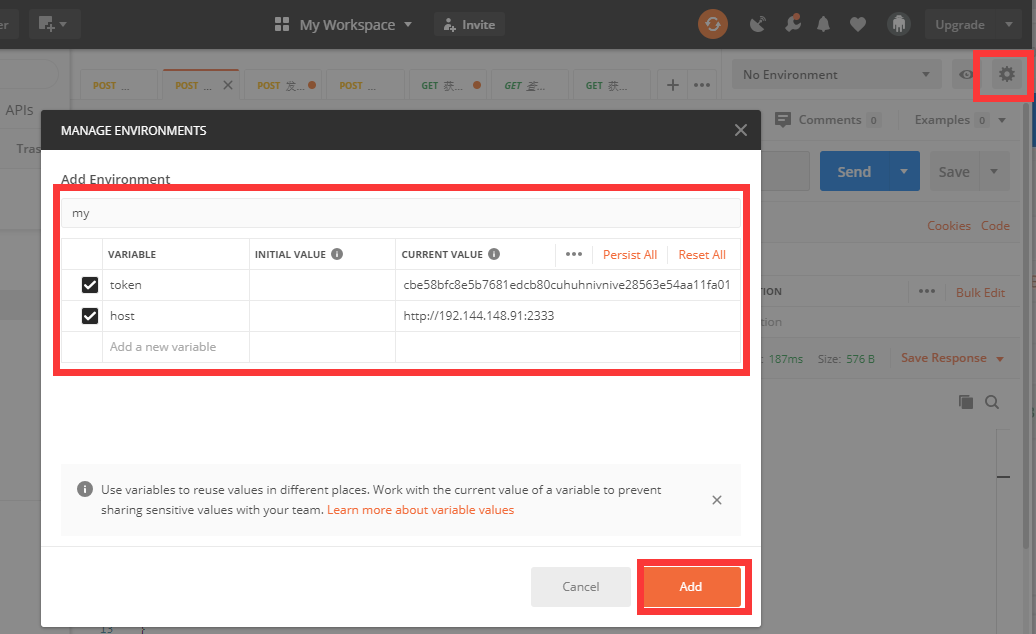 er My Workspace Invite Upgrade
POST ... POST ... POST 发... POST ... GET 获... GET 签... GET 获... + ••• No Environment
APIs
Comments 0 Examples 0
Tras
MANAGE ENVIRONMENTS
Send Save
Add Environment
my
Cookies Code
VARIABLE INITIAL VALUE CURRENT VALUE ••• Persist All Reset All
token cbe58bfc8e5b7681edcb80cuhuhnivnive28563e54aa11fa01
TION ••• Bulk Edit
host http://192.144.148.91:2333
tion
Add a new variable
: 187ms Size: 576 B Save Response
Use variables to reuse values in different places. Work with the current value of a variable to prevent
sharing sensitive values with your team. Learn more about variable values
Cancel Add
13 }